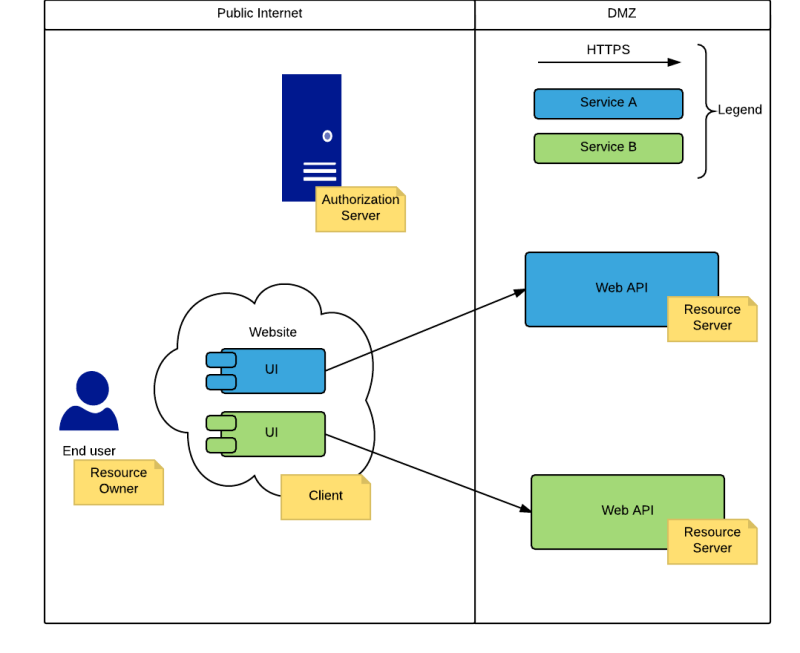 Public Internet
DMZ
HTTPS
Service A
Legend
Service B
Authorization
Server
Web API
Resource
Server
Website
UI
UI
End user
Resource
Owner
Client
Web API
Resource
Server